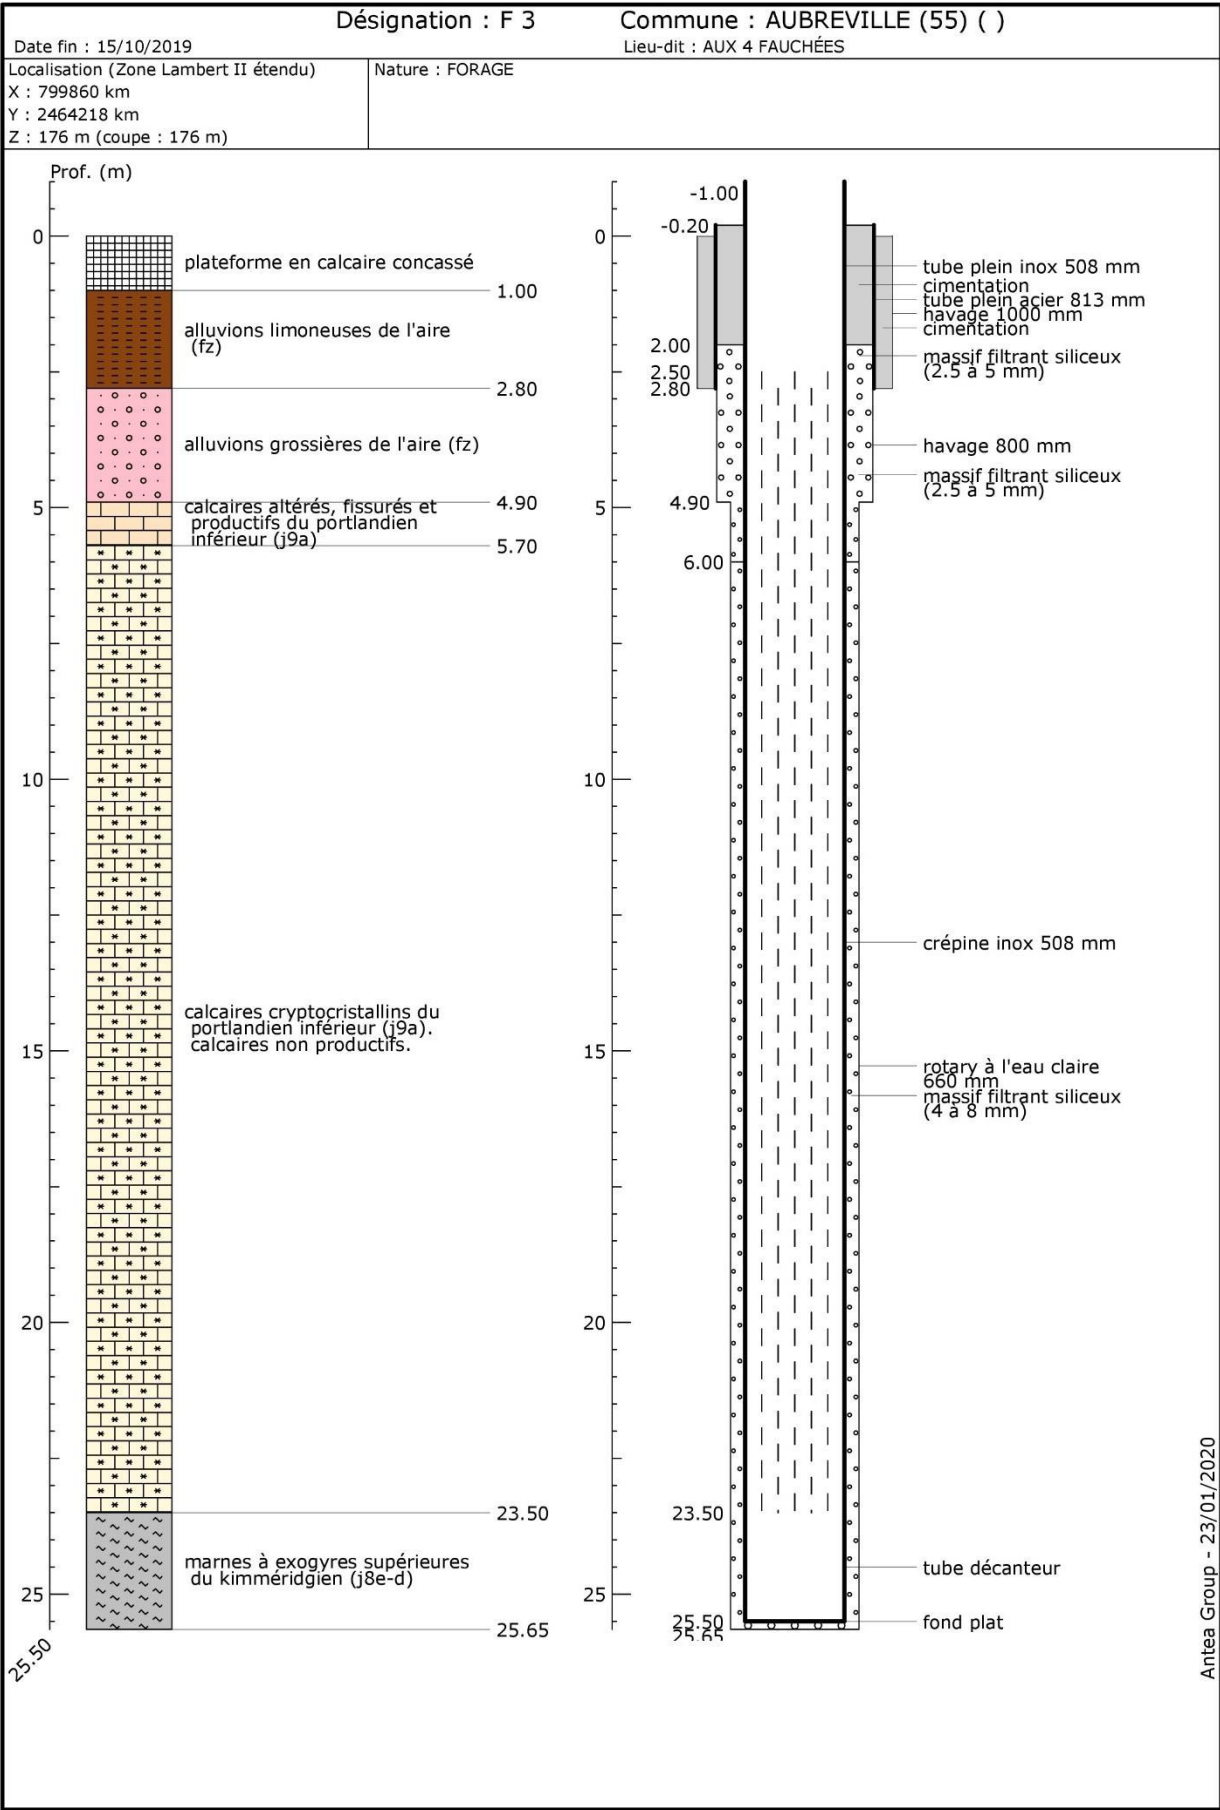 Désignation : F 3
Commune : AUBREVILLE (55) ( )
Date fin : 15/10/2019
Lieu-dit : AUX 4 FAUCHÉES
Localisation (Zone Lambert II étendu)
X : 799860 km
Y : 2464218 km
Z : 176 m (coupe : 176 m)
Nature : FORAGE
Prof. (m)
0
5
10
15
20
25
25.50
plateforme en calcaire concassé
1.00
alluvions limoneuses de l'aire
(fz)
2.80
alluvions grossières de l'aire (fz)
4.90
calcaires altérés, fissurés et
productifs du portlandien
inférieur (j9a)
5.70
calcaires cryptocristallins du
portlandien inférieur (j9a).
calcaires non productifs.
23.50
marnes à exogyres supérieures
du kimméridgien (j8e-d)
25.65
0
5
10
15
20
25
-1.00
-0.20
2.00
2.50
2.80
4.90
6.00
23.50
25.50
25.65
tube plein inox 508 mm
cimentation
tube plein acier 813 mm
havage 1000 mm
cimentation
massif filtrant siliceux
(2.5 à 5 mm)
havage 800 mm
massif filtrant siliceux
(2.5 à 5 mm)
crépine inox 508 mm
rotary à l'eau claire
660 mm
massif filtrant siliceux
(4 à 8 mm)
tube décanteur
fond plat
Antea Group - 23/01/2020